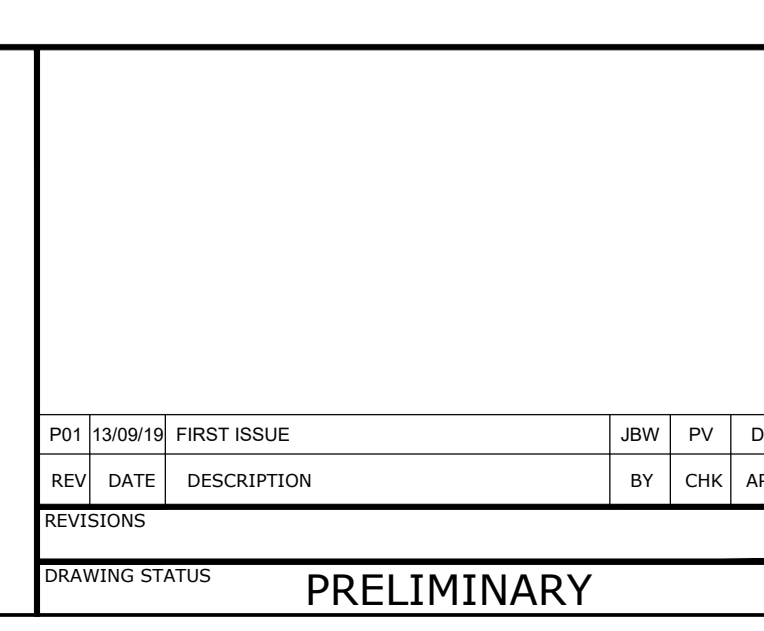 P01 13/09/19 FIRST ISSUE JBW PV
REV DATE DESCRIPTION BY CHK
REVISIONS
DRAWING STATUS PRELIMINARY